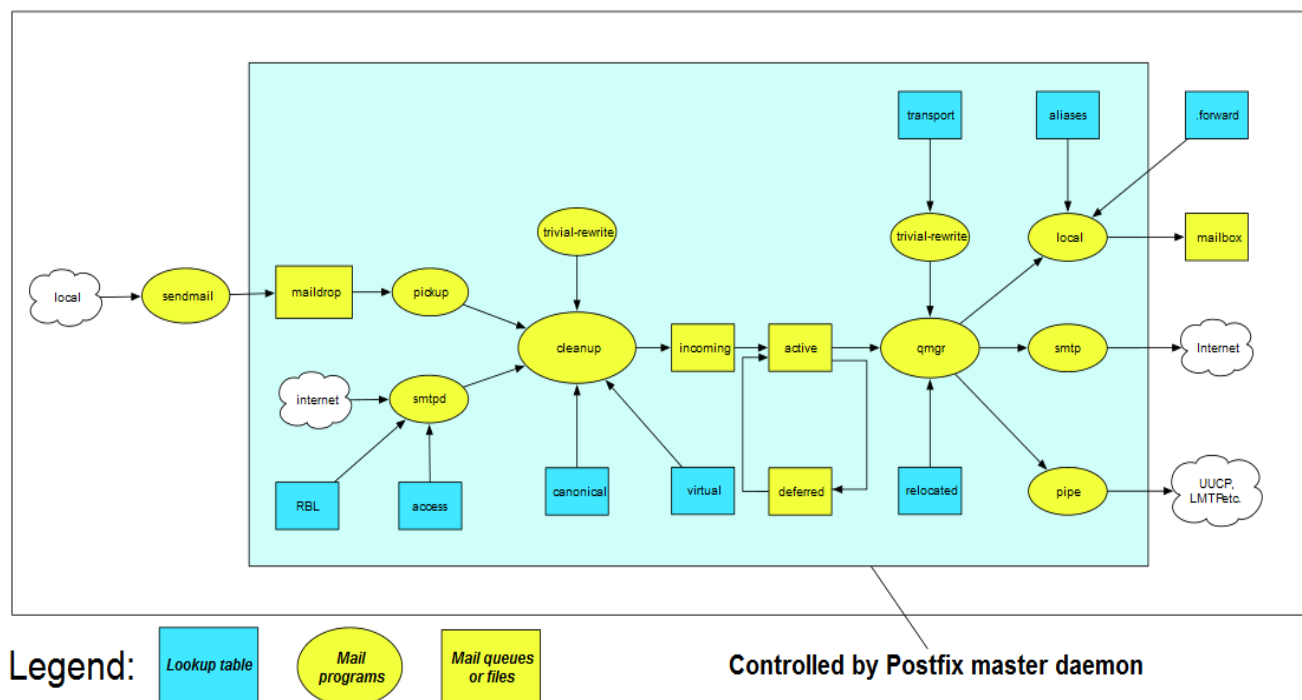 transport
aliases
.forward
trivial-rewrite
trivial-rewrite
local
mailbox
local
sendmail
maildrop
pickup
cleanup
incoming
active
qmgr
smtp
Internet
internet
smtpd
RBL
access
canonical
virtual
deferred
relocated
pipe
UUCP,
LMTPetc.
Legend:
Lookup table
Mail
programs
Mail queues
or files
Controlled by Postfix master daemon